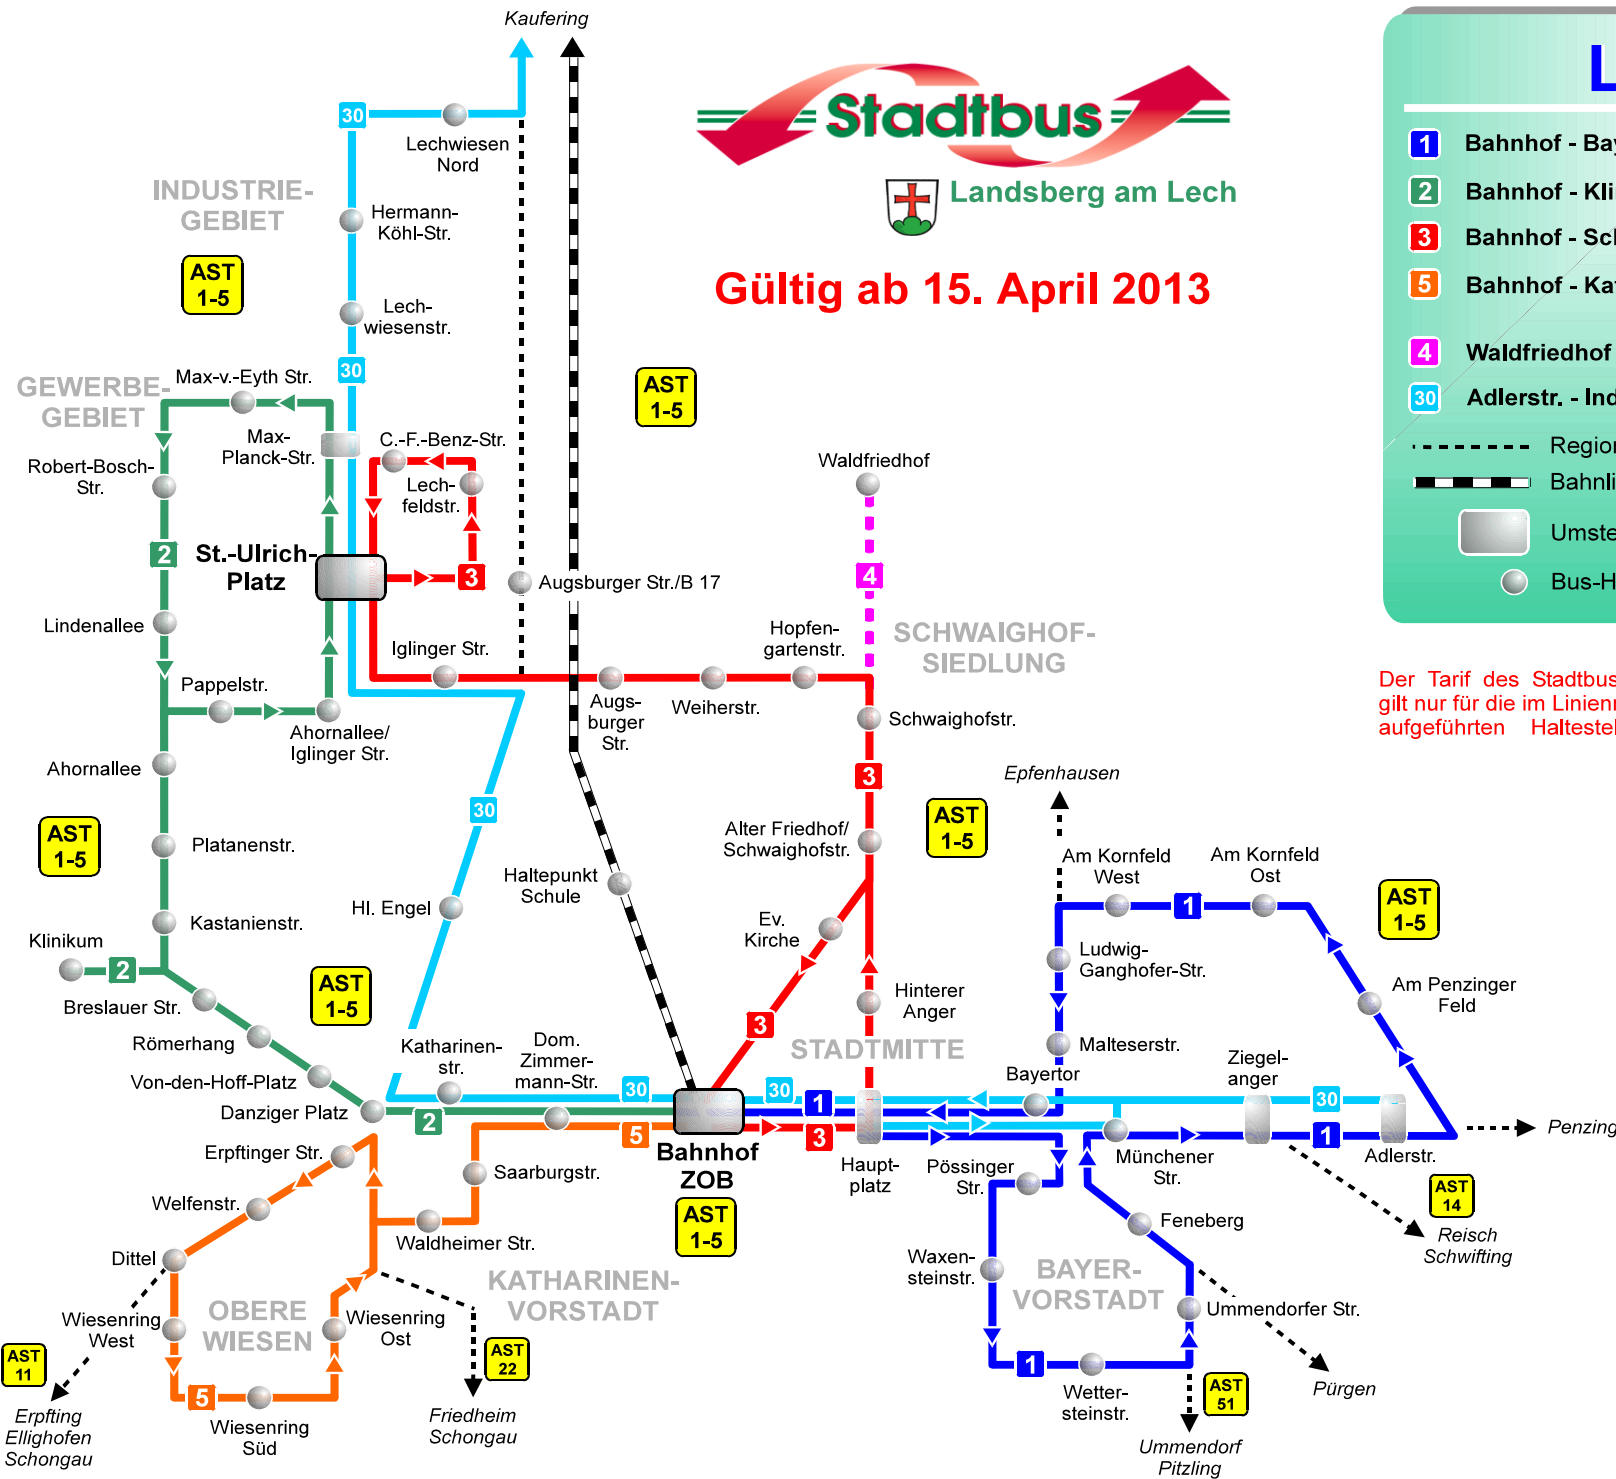 Kaufering
Stadtbus
Landsberg am Lech
Gültig ab 15. April 2013
L
1 Bahnhof - Bay
2 Bahnhof - Kli
3 Bahnhof - Sch
5 Bahnhof - Kat
4 Waldfriedhof
30 Adlerstr. - Ind
Region
Bahnli
Umste
Bus-H
Der Tarif des Stadtbus
gilt nur für die im Linienn
aufgeführten Haltestel
30
Lechwiesen
Nord
INDUSTRIE-
GEBIET
Hermann-
Köhl-Str.
AST
1-5
Lech-
wiesenstr.
30
GEWERBE-
GEBIET
Max-v.-Eyth Str.
AST
1-5
Max-
Planck-Str.
C.-F.-Benz-Str.
Robert-Bosch-
Str.
Lech-
feldstr.
Waldfriedhof
2
St.-Ulrich-
Platz
3
Augsburger Str./B 17
4
Lindenallee
Iglinger Str.
Hopfen-
gartenstr.
SCHWAIGHOF-
SIEDLUNG
Pappelstr.
Ahornallee/
Iglinger Str.
Augs-
burger
Str.
Weiherstr.
Schwaighofstr.
Ahornallee
3
Epfenhausen
30
AST
1-5
Platanenstr.
Alter Friedhof/
Schwaighofstr.
AST
1-5
Am Kornfeld
West
Am Kornfeld
Ost
Haltepunkt
Schule
1
AST
1-5
Kastanienstr.
Hl. Engel
Ev.
Kirche
Klinikum
2
Ludwig-
Ganghofer-Str.
Breslauer Str.
AST
1-5
Hinterer
Anger
Am Penzinger
Feld
Römerhang
3
STADTMITTE
Malteserstr.
Katharinen-
str.
Dom.
Zimmer-
mann-Str.
Bayertor
Ziegel-
anger
Von-den-Hoff-Platz
30
30
1
30
Danziger Platz
2
5
3
1
Penzing
Erpftinger Str.
Bahnhof
ZOB
Haupt-
platz
Pössinger
Str.
Münchener
Str.
Adlerstr.
Saarburgstr.
Welfenstr.
AST
1-5
AST
14
Waldheimer Str.
Feneberg
Reisch
Schwifting
Dittel
Waxen-
steinstr.
BAYER-
VORSTADT
KATHARINEN-
VORSTADT
OBERE
WIESEN
Wiesenring
West
Wiesenring
Ost
Ummendorfer Str.
AST
11
AST
22
1
5
Wetter-
steinstr.
AST
51
Pürgen
Erpfting
Ellighofen
Schongau
Wiesenring
Süd
Friedheim
Schongau
Ummendorf
Pitzling